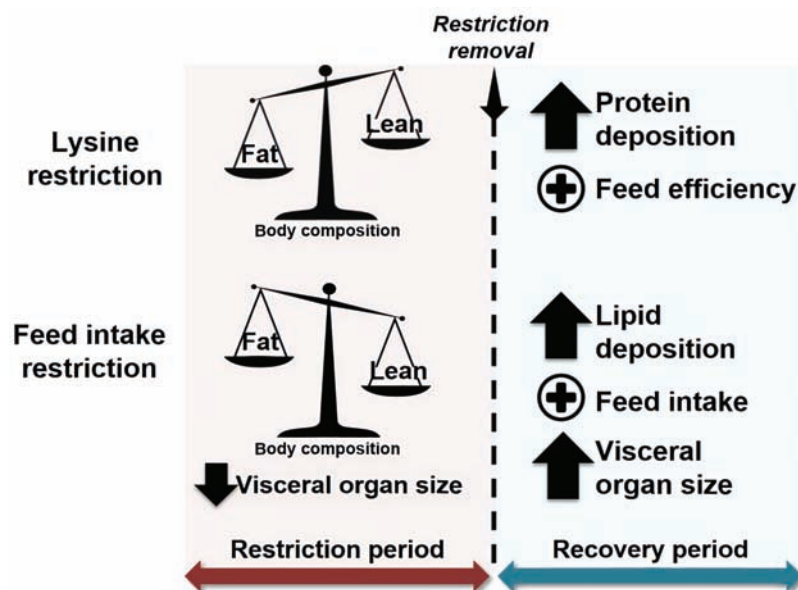 Restriction
removal
Lysine
restriction
Fat
Lean
Body composition
Protein
deposition
Feed efficiency
Feed intake
restriction
Fat
Lean
Body composition
Visceral organ size
Lipid
deposition
Feed intake
Visceral
organ size
Restriction period
Recovery period